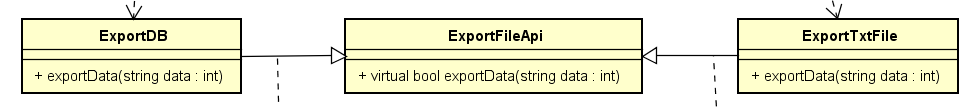 ExportDB
+ exportData(string data : int)
ExportFileApi
+ virtual bool exportData(string data : int)
ExportTxtFile
+ exportData(string data : int)